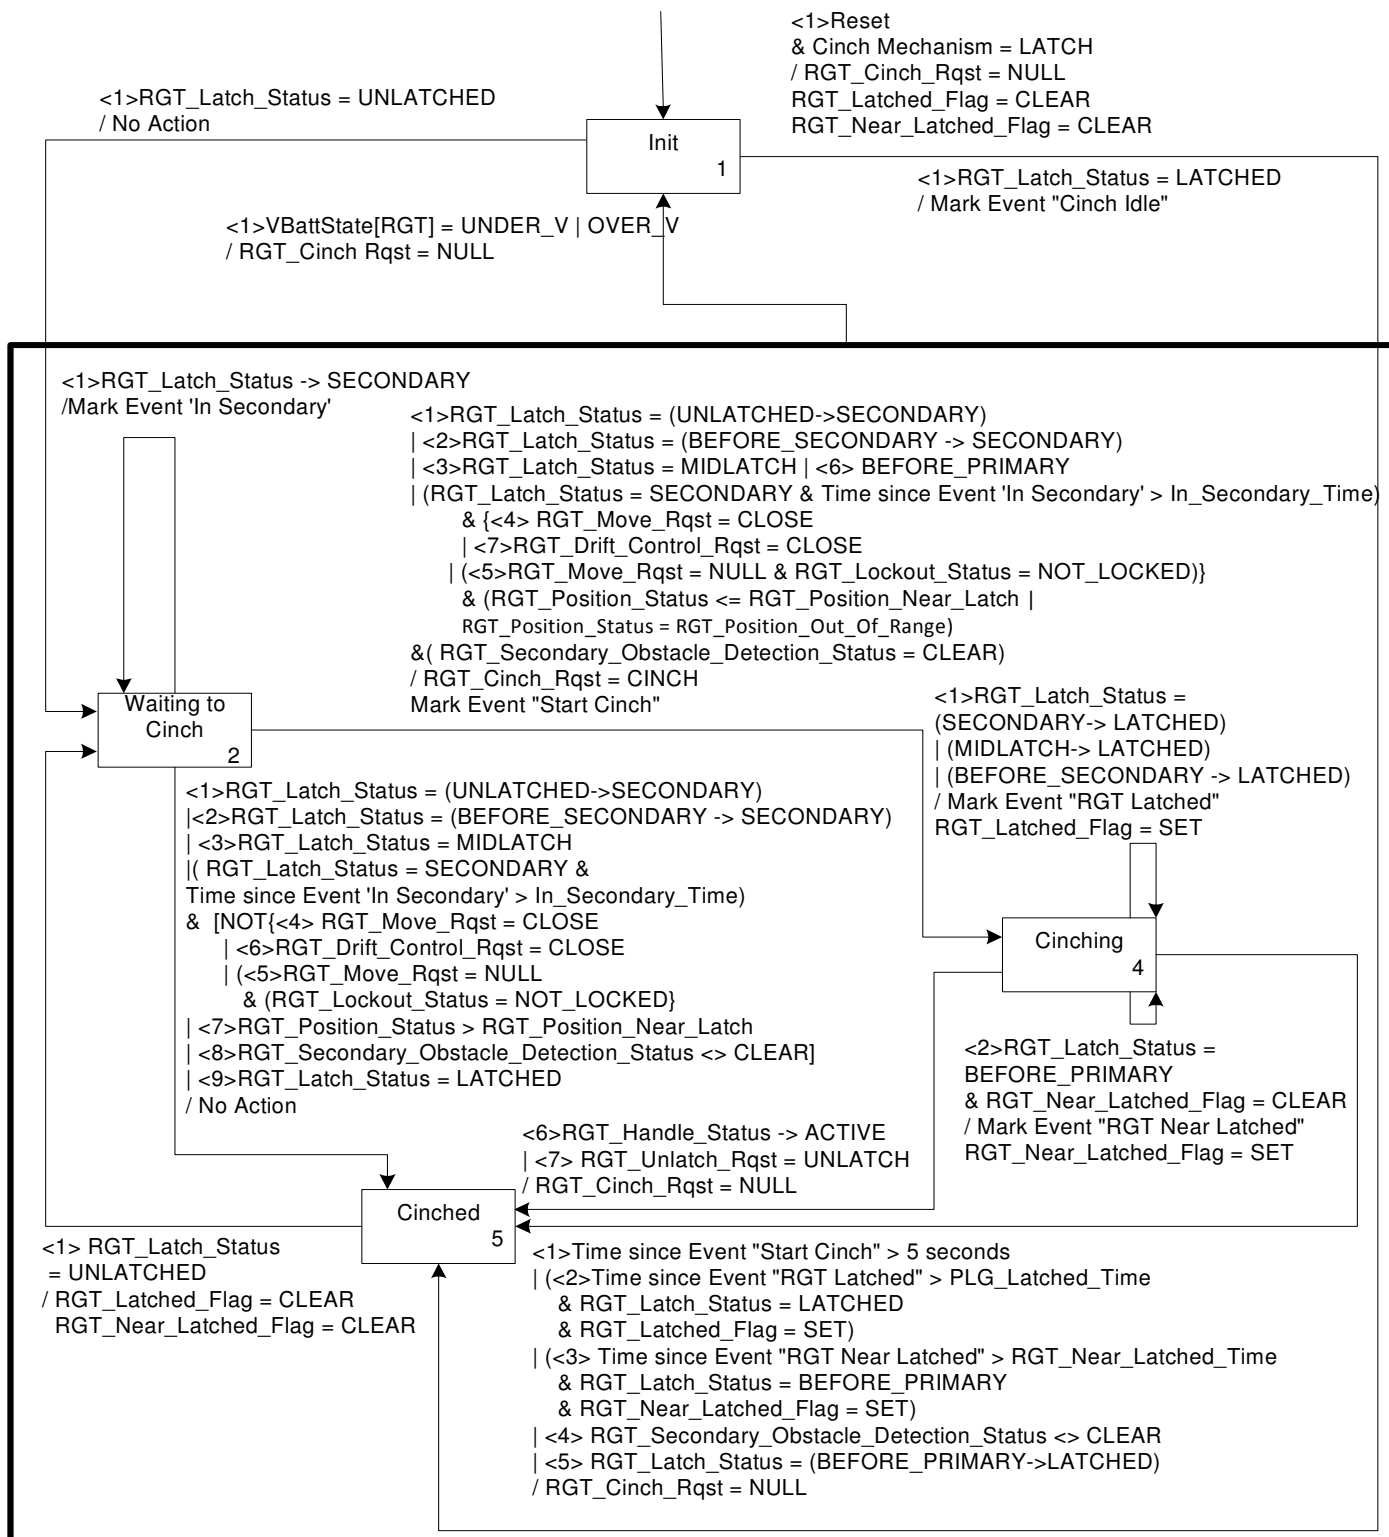 <1>Reset
& Cinch Mechanism = LATCH
/ RGT_Cinch_Rqst = NULL
RGT_Latched_Flag = CLEAR
RGT_Near_Latched_Flag = CLEAR
<1>RGT_Latch_Status = UNLATCHED
/ No Action
Init
1
<1>RGT_Latch_Status = LATCHED
/ Mark Event "Cinch Idle"
<1>VBattState[RGT] = UNDER_V | OVER_V
/ RGT_Cinch Rqst = NULL
<1>RGT_Latch_Status -> SECONDARY
/Mark Event 'In Secondary'
<1>RGT_Latch_Status = (UNLATCHED->SECONDARY)
| <2>RGT_Latch_Status = (BEFORE_SECONDARY -> SECONDARY)
| <3>RGT_Latch_Status = MIDLATCH | <6> BEFORE_PRIMARY
| (RGT_Latch_Status = SECONDARY & Time since Event 'In Secondary' > In_Secondary_Time)
& {<4> RGT_Move_Rqst = CLOSE
| <7>RGT_Drift_Control_Rqst = CLOSE
| (<5>RGT_Move_Rqst = NULL & RGT_Lockout_Status = NOT_LOCKED)}
& (RGT_Position_Status <= RGT_Position_Near_Latch |
RGT_Position_Status = RGT_Position_Out_Of_Range)
&( RGT_Secondary_Obstacle_Detection_Status = CLEAR)
/ RGT_Cinch_Rqst = CINCH
Mark Event "Start Cinch"
Waiting to
Cinch
2
<1>RGT_Latch_Status =
(SECONDARY-> LATCHED)
| (MIDLATCH-> LATCHED)
| (BEFORE_SECONDARY -> LATCHED)
/ Mark Event "RGT Latched"
RGT_Latched_Flag = SET
<1>RGT_Latch_Status = (UNLATCHED->SECONDARY)
|<2>RGT_Latch_Status = (BEFORE_SECONDARY -> SECONDARY)
| <3>RGT_Latch_Status = MIDLATCH
|( RGT_Latch_Status = SECONDARY &
Time since Event 'In Secondary' > In_Secondary_Time)
& [NOT{<4> RGT_Move_Rqst = CLOSE
| <6>RGT_Drift_Control_Rqst = CLOSE
| (<5>RGT_Move_Rqst = NULL
& (RGT_Lockout_Status = NOT_LOCKED}
| <7>RGT_Position_Status > RGT_Position_Near_Latch
| <8>RGT_Secondary_Obstacle_Detection_Status <> CLEAR]
| <9>RGT_Latch_Status = LATCHED
/ No Action
Cinching
4
<2>RGT_Latch_Status =
BEFORE_PRIMARY
& RGT_Near_Latched_Flag = CLEAR
/ Mark Event "RGT Near Latched"
RGT_Near_Latched_Flag = SET
<6>RGT_Handle_Status -> ACTIVE
| <7> RGT_Unlatch_Rqst = UNLATCH
/ RGT_Cinch_Rqst = NULL
Cinched
5
<1> RGT_Latch_Status
= UNLATCHED
/ RGT_Latched_Flag = CLEAR
RGT_Near_Latched_Flag = CLEAR
<1>Time since Event "Start Cinch" > 5 seconds
| (<2>Time since Event "RGT Latched" > PLG_Latched_Time
& RGT_Latch_Status = LATCHED
& RGT_Latched_Flag = SET)
| (<3> Time since Event "RGT Near Latched" > RGT_Near_Latched_Time
& RGT_Latch_Status = BEFORE_PRIMARY
& RGT_Near_Latched_Flag = SET)
| <4> RGT_Secondary_Obstacle_Detection_Status <> CLEAR
| <5> RGT_Latch_Status = (BEFORE_PRIMARY->LATCHED)
/ RGT_Cinch_Rqst = NULL